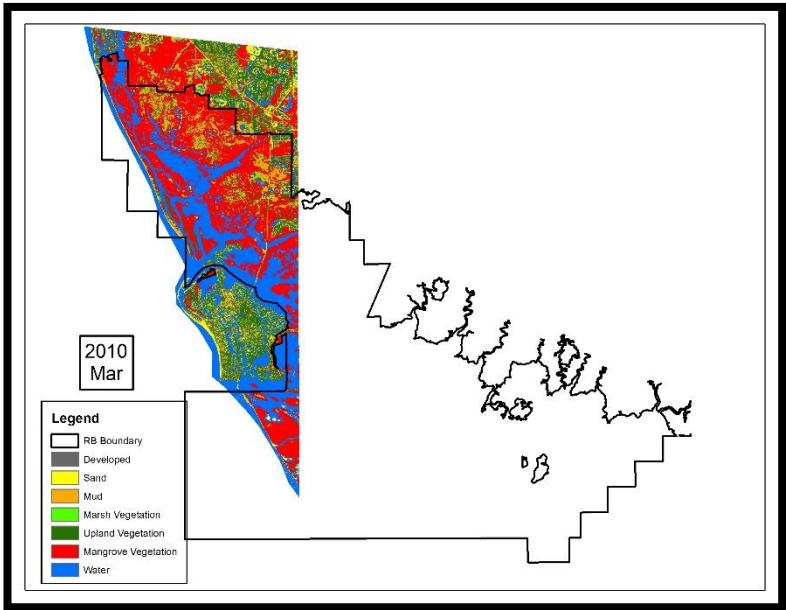 2010
Mar
Legend
RB Boundary
Developed
Sand
Mud
Marsh Vegetation
Upland Vegetation
Mangrove Vegetation
Water